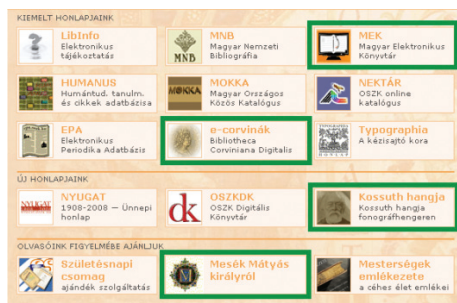 KIEMELT HONLAPJAINK
LibInfo
Elektronikus
tájékoztatás
MNB
MNB
Magyar Nemzeti
Bibliográfia
MEK
Magyar Elektronikus
Könyvtár
HUMANUS
Humántud. tanulm.
és cikkek adatbázisa
MOKKA
MOKKA
Magyar Országos
Közös Katalógus
NEKTÁR
OSZK online
katalógus
EPA
Elektronikus
Periodika Adatbázis
e-corvinák
Bibliotheca
Corviniana Digitalis
Typographia
A kézisajtó kora
ÚJ HONLAPJAINK
NYUGAT
NYUGAT
1908-2008 — Ünnepi
honlap
dk
OSZKDK
OSZK Digitális
Könyvtár
Kossuth hangja
Kossuth hangja
fonográfhengeren
OLVASÓINK FIGYELMÉBE AJÁNLJUK
Születésnapi
csomag
ajándék szolgáltatás
Mesék Mátyás
királyról
Mesterségek
emlékezete
a céhes élet emlékei